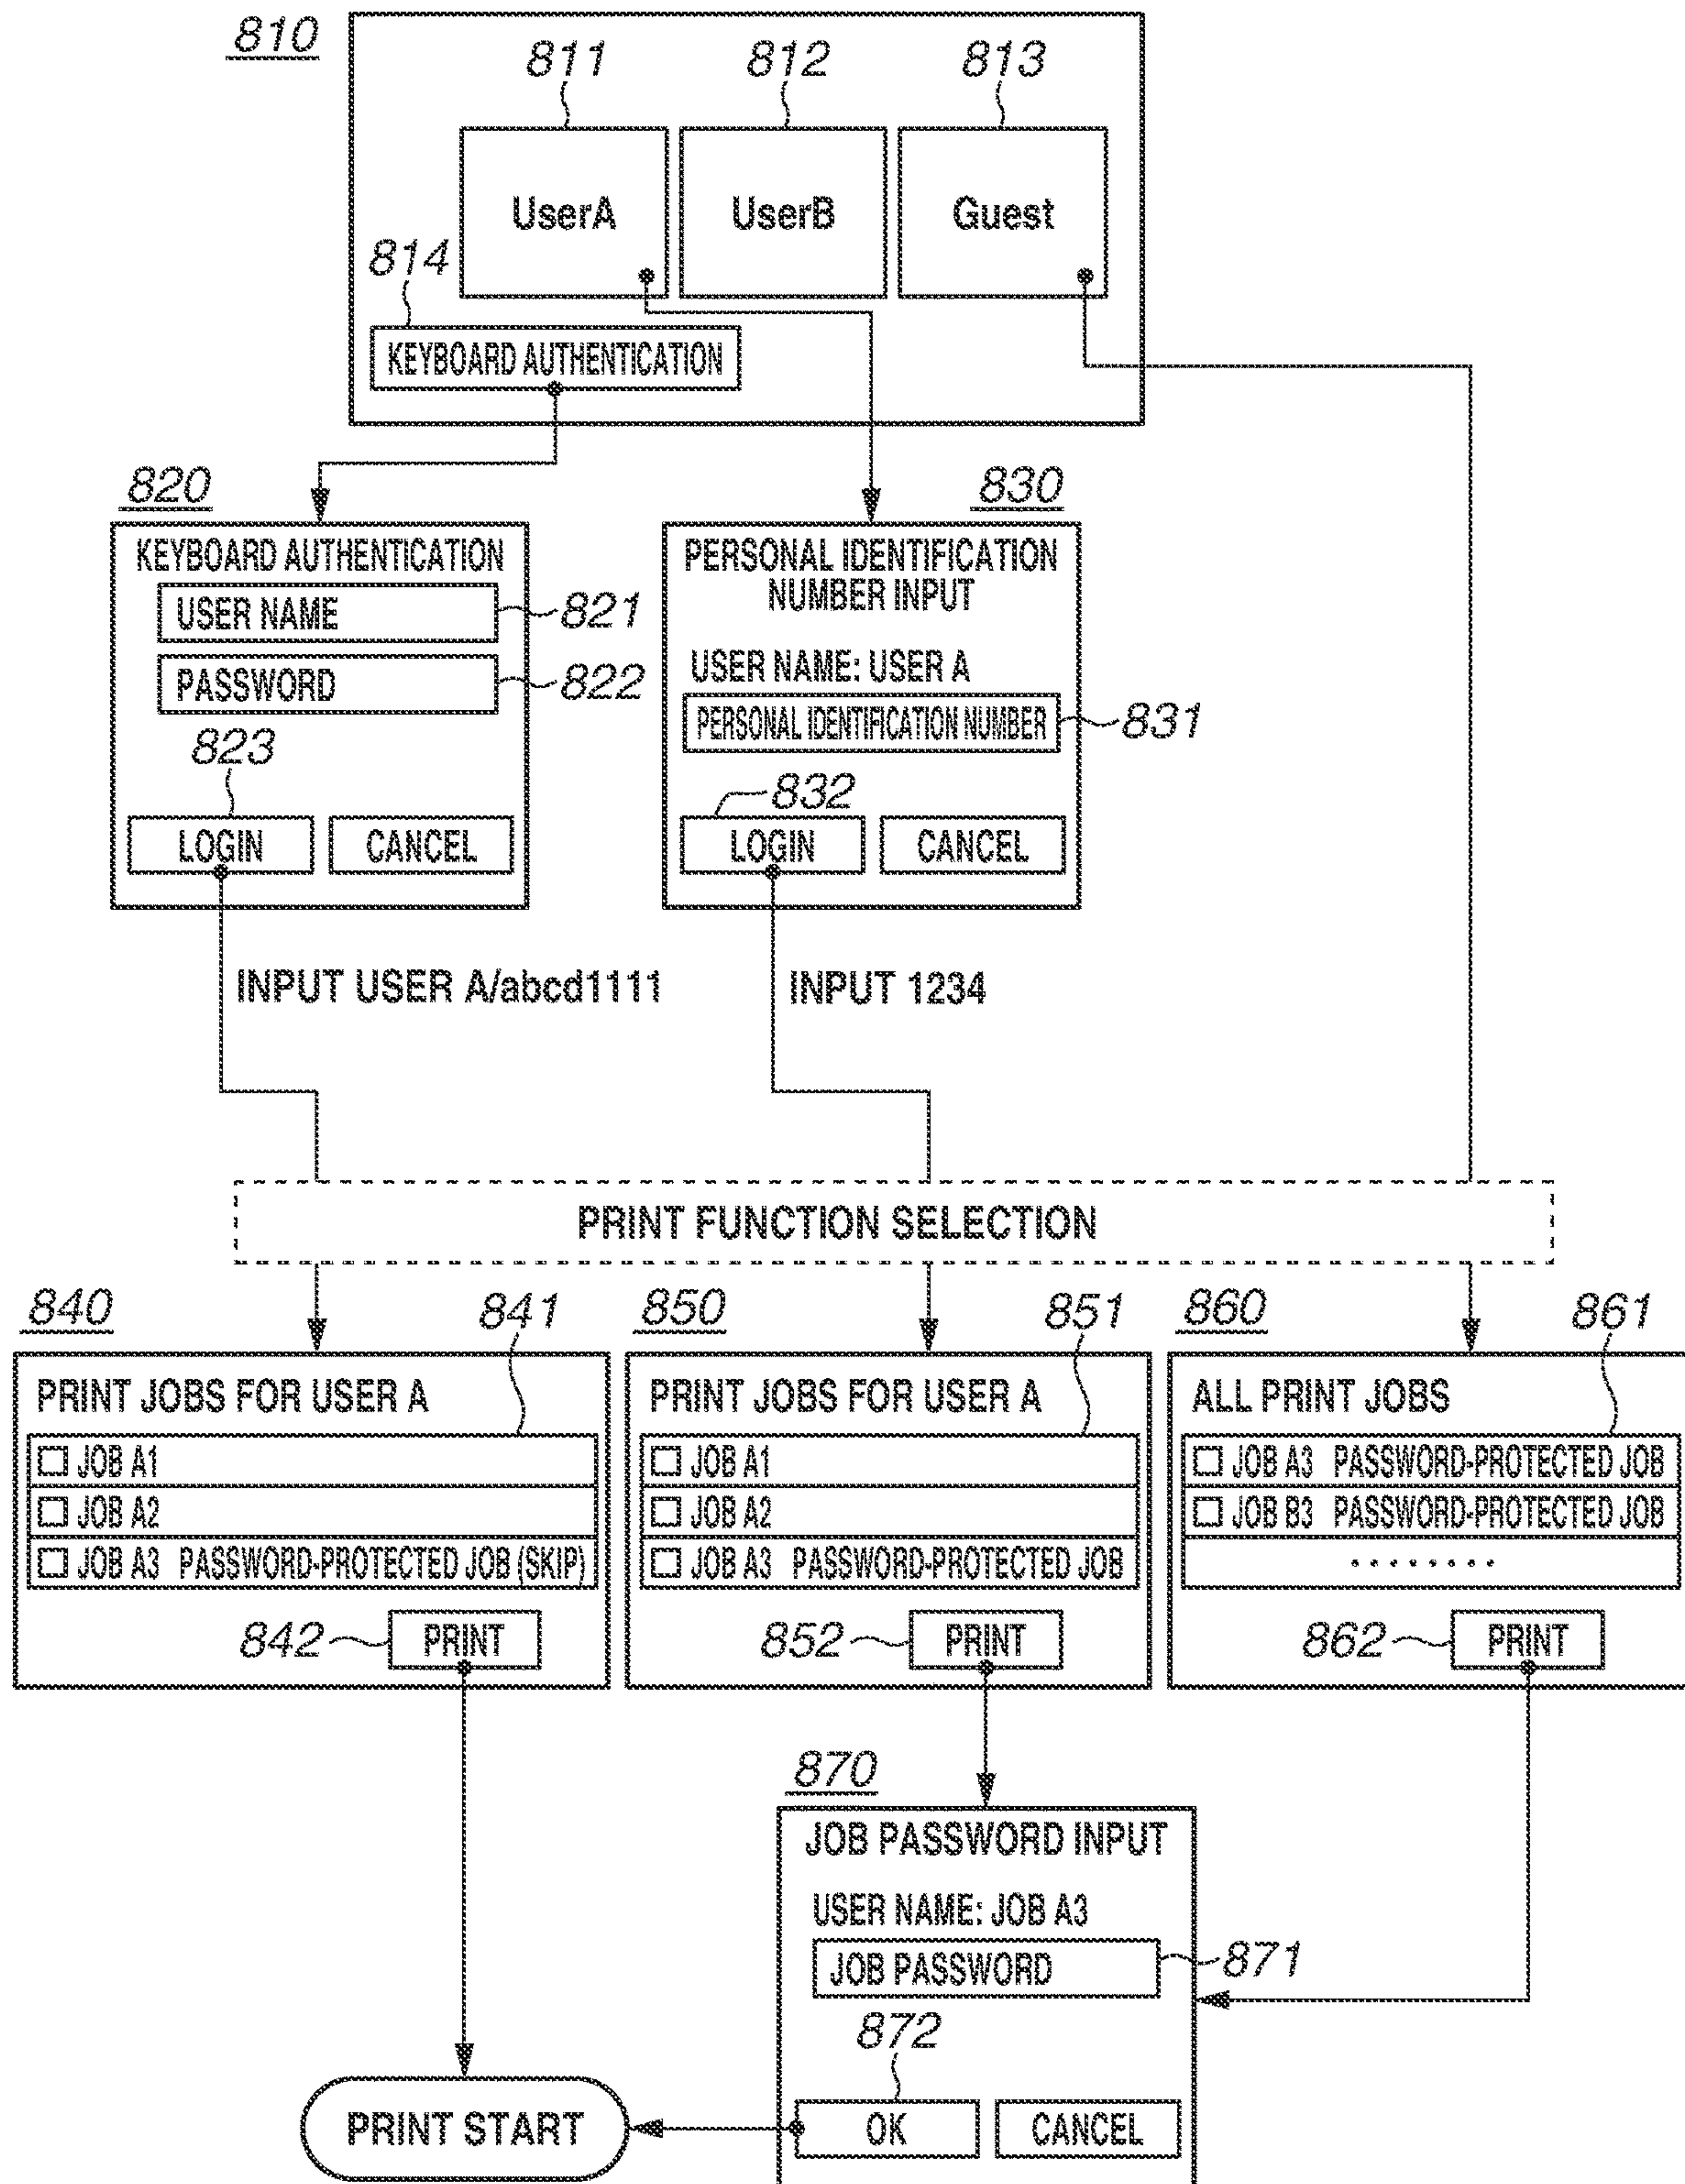 810
811 812 813
UserA UserB Guest
814
KEYBOARD AUTHENTICATION
820
KEYBOARD AUTHENTICATION
USER NAME 821
PASSWORD 822
823
LOGIN CANCEL
830
PERSONAL IDENTIFICATION
NUMBER INPUT
USER NAME: USER A
PERSONAL IDENTIFICATION NUMBER 831
832
LOGIN CANCEL
INPUT USER A/abcd1111
INPUT 1234
PRINT FUNCTION SELECTION
840 841
PRINT JOBS FOR USER A
JOB A1
JOB A2
JOB A3 PASSWORD-PROTECTED JOB (SKIP)
842 PRINT
850 851
PRINT JOBS FOR USER A
JOB A1
JOB A2
JOB A3 PASSWORD-PROTECTED JOB
852 PRINT
860 861
ALL PRINT JOBS
JOB A3 PASSWORD-PROTECTED JOB
JOB B3 PASSWORD-PROTECTED JOB
........
862 PRINT
870
JOB PASSWORD INPUT
USER NAME: JOB A3
JOB PASSWORD 871
872
OK CANCEL
PRINT START